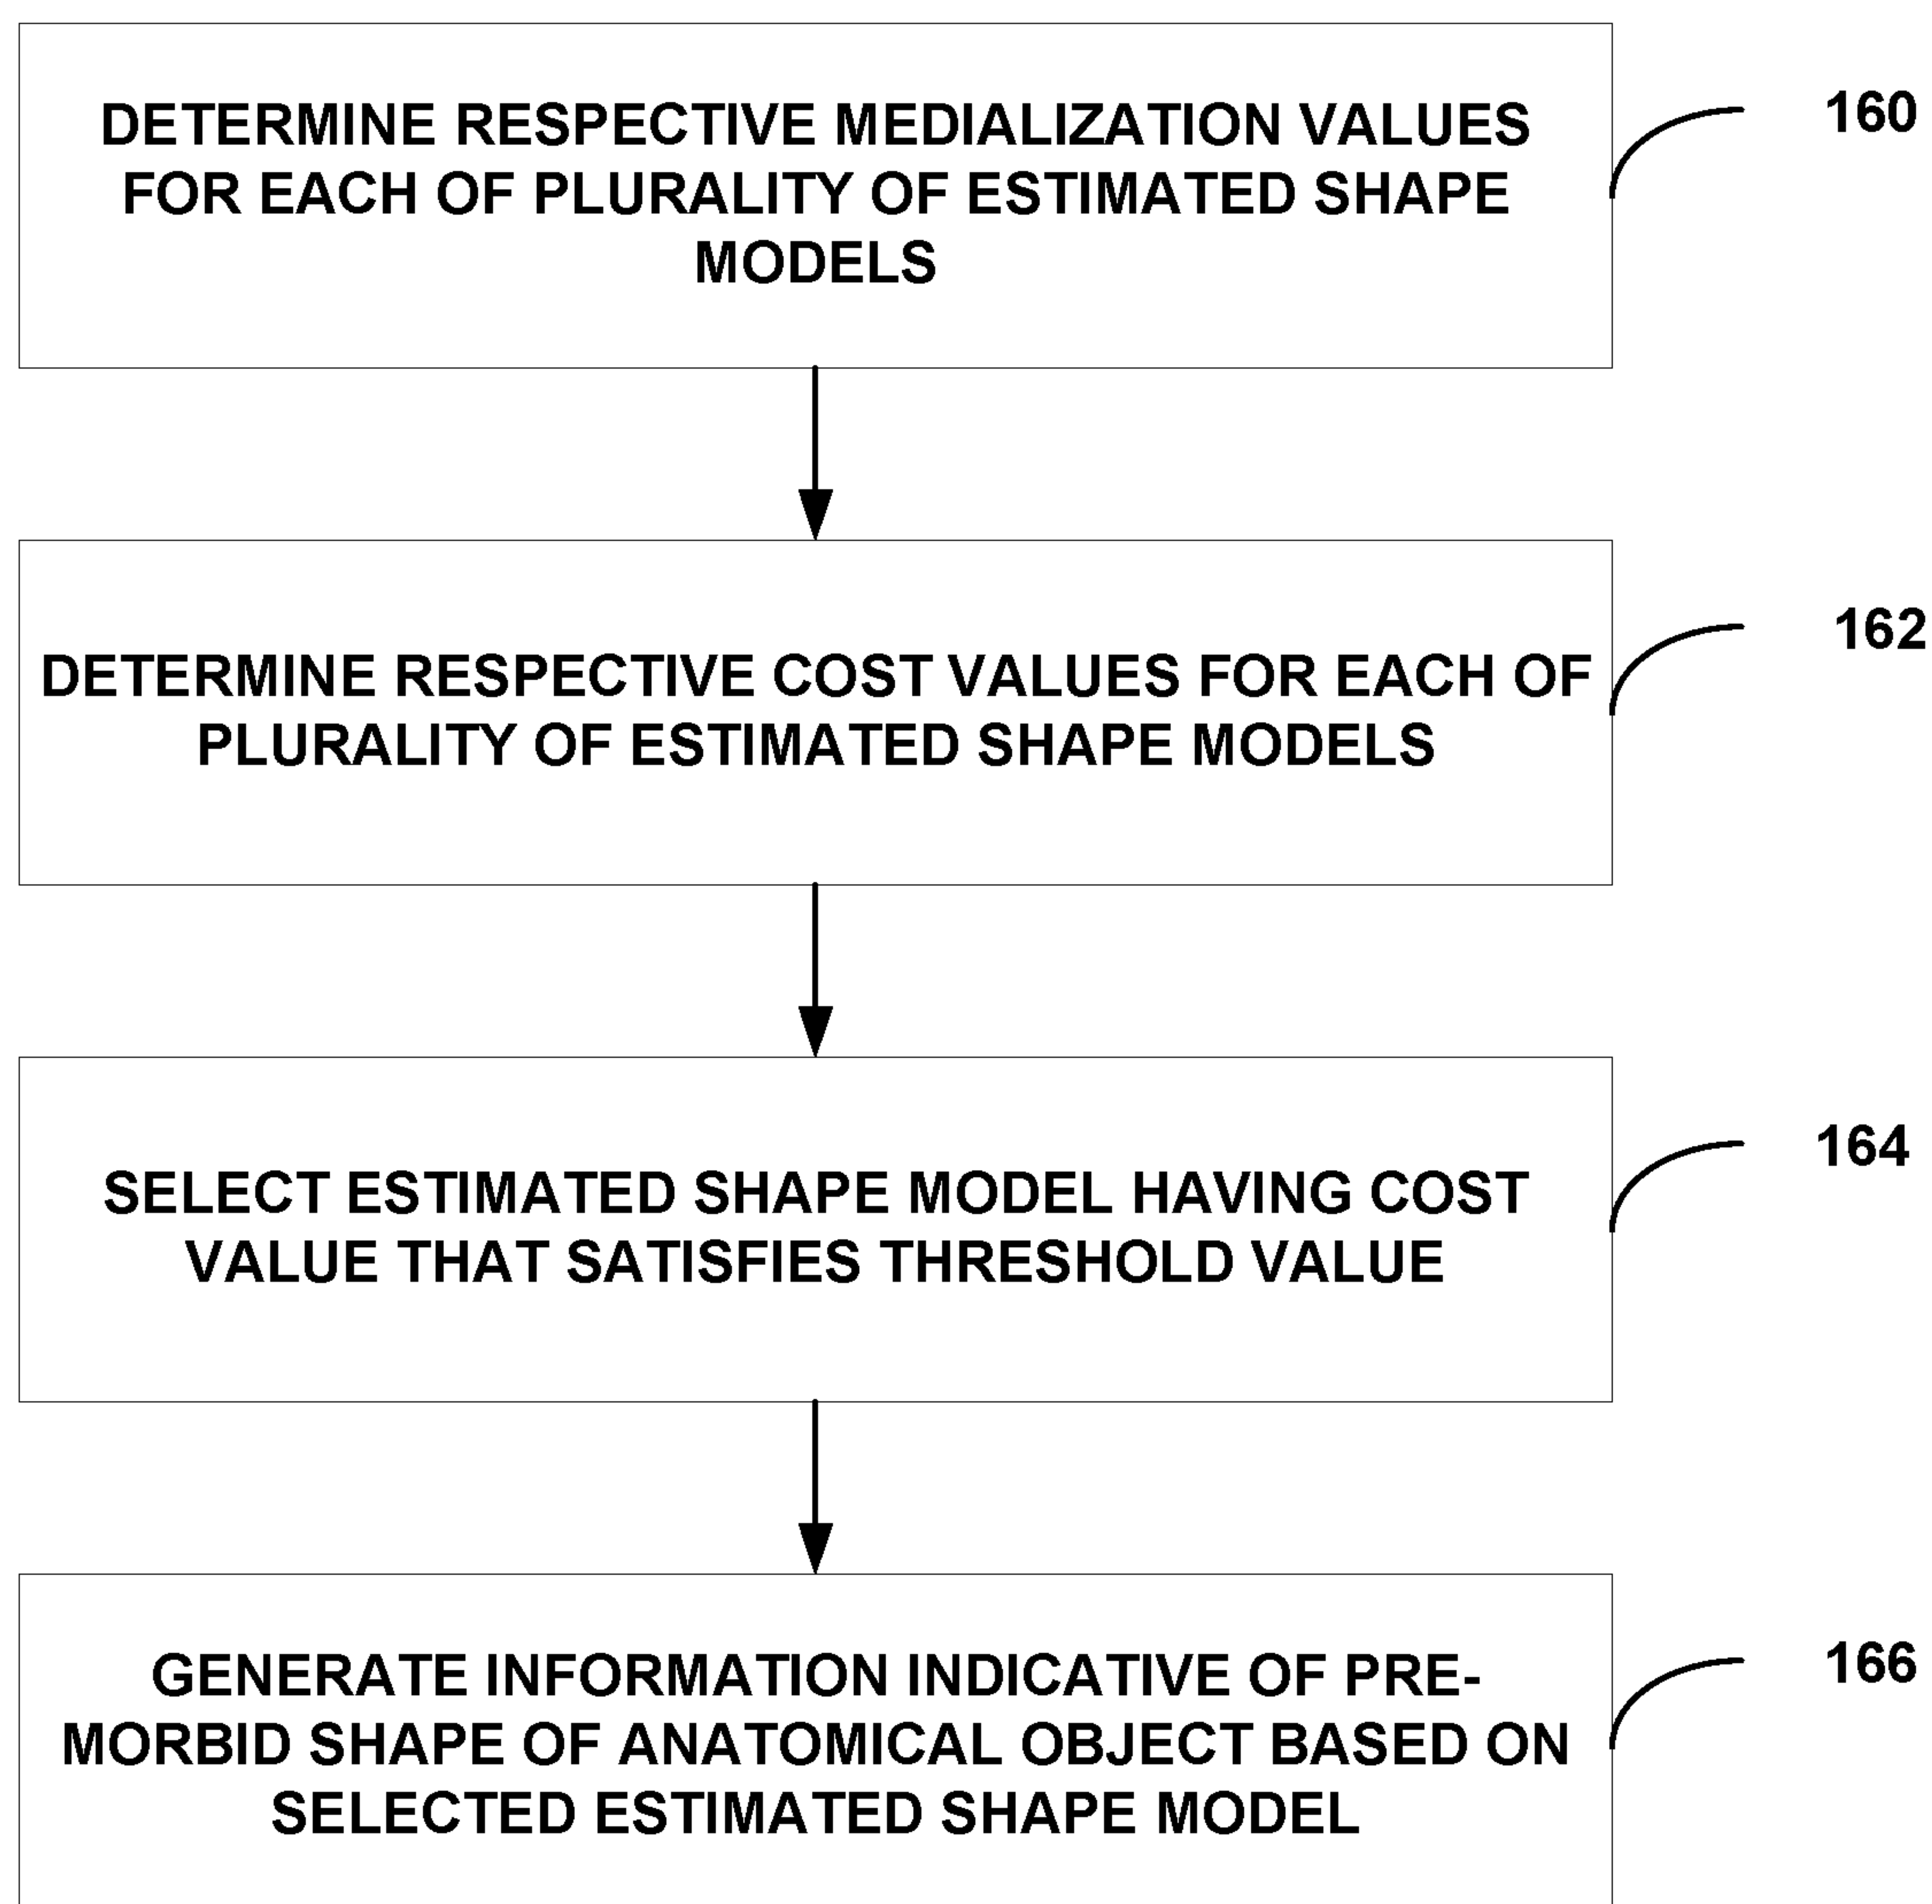 DETERMINE RESPECTIVE MEDIALIZATION VALUES
FOR EACH OF PLURALITY OF ESTIMATED SHAPE
MODELS
160
DETERMINE RESPECTIVE COST VALUES FOR EACH OF
PLURALITY OF ESTIMATED SHAPE MODELS
162
SELECT ESTIMATED SHAPE MODEL HAVING COST
VALUE THAT SATISFIES THRESHOLD VALUE
164
GENERATE INFORMATION INDICATIVE OF PRE-
MORBID SHAPE OF ANATOMICAL OBJECT BASED ON
SELECTED ESTIMATED SHAPE MODEL
166